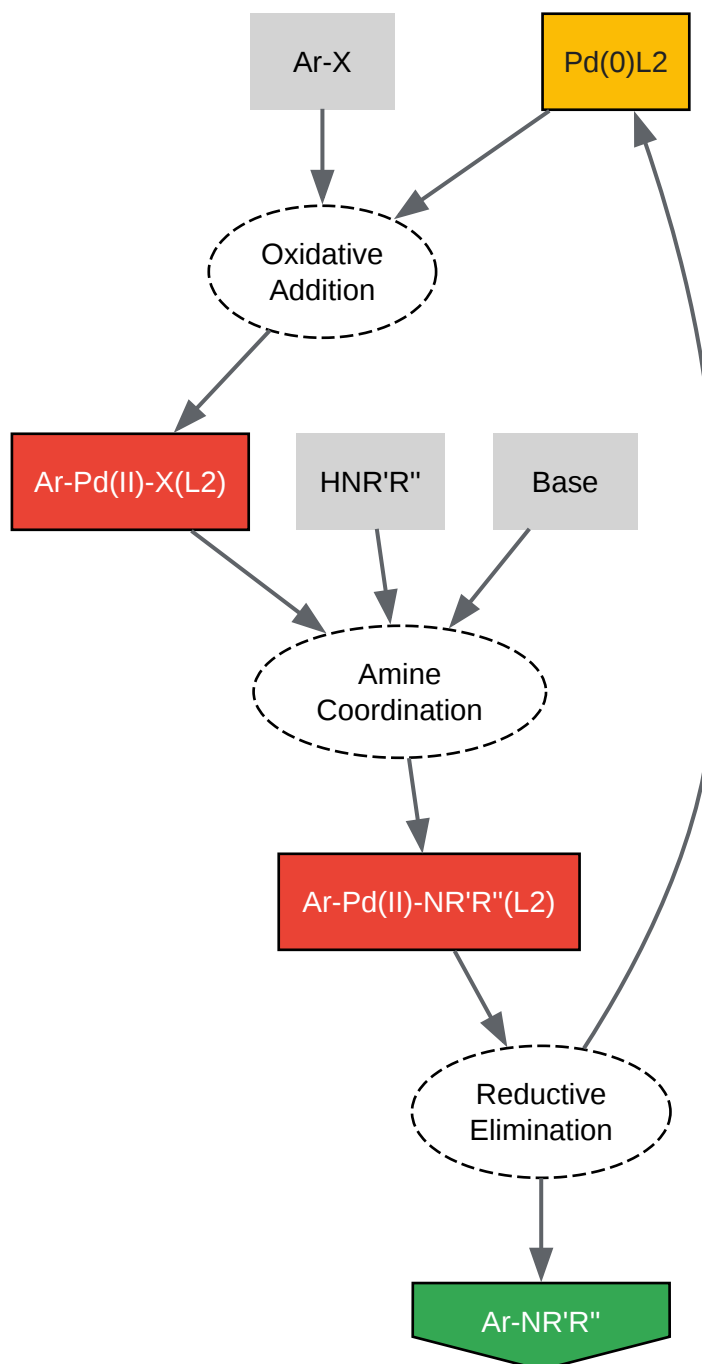 Ar-X
Pd(0)L2
Oxidative
Addition
Ar-Pd(II)-X(L2)
HNR'R"
Base
Amine
Coordination
Ar-Pd(II)-NR'R"(L2)
Reductive
Elimination
Ar-NR'R"